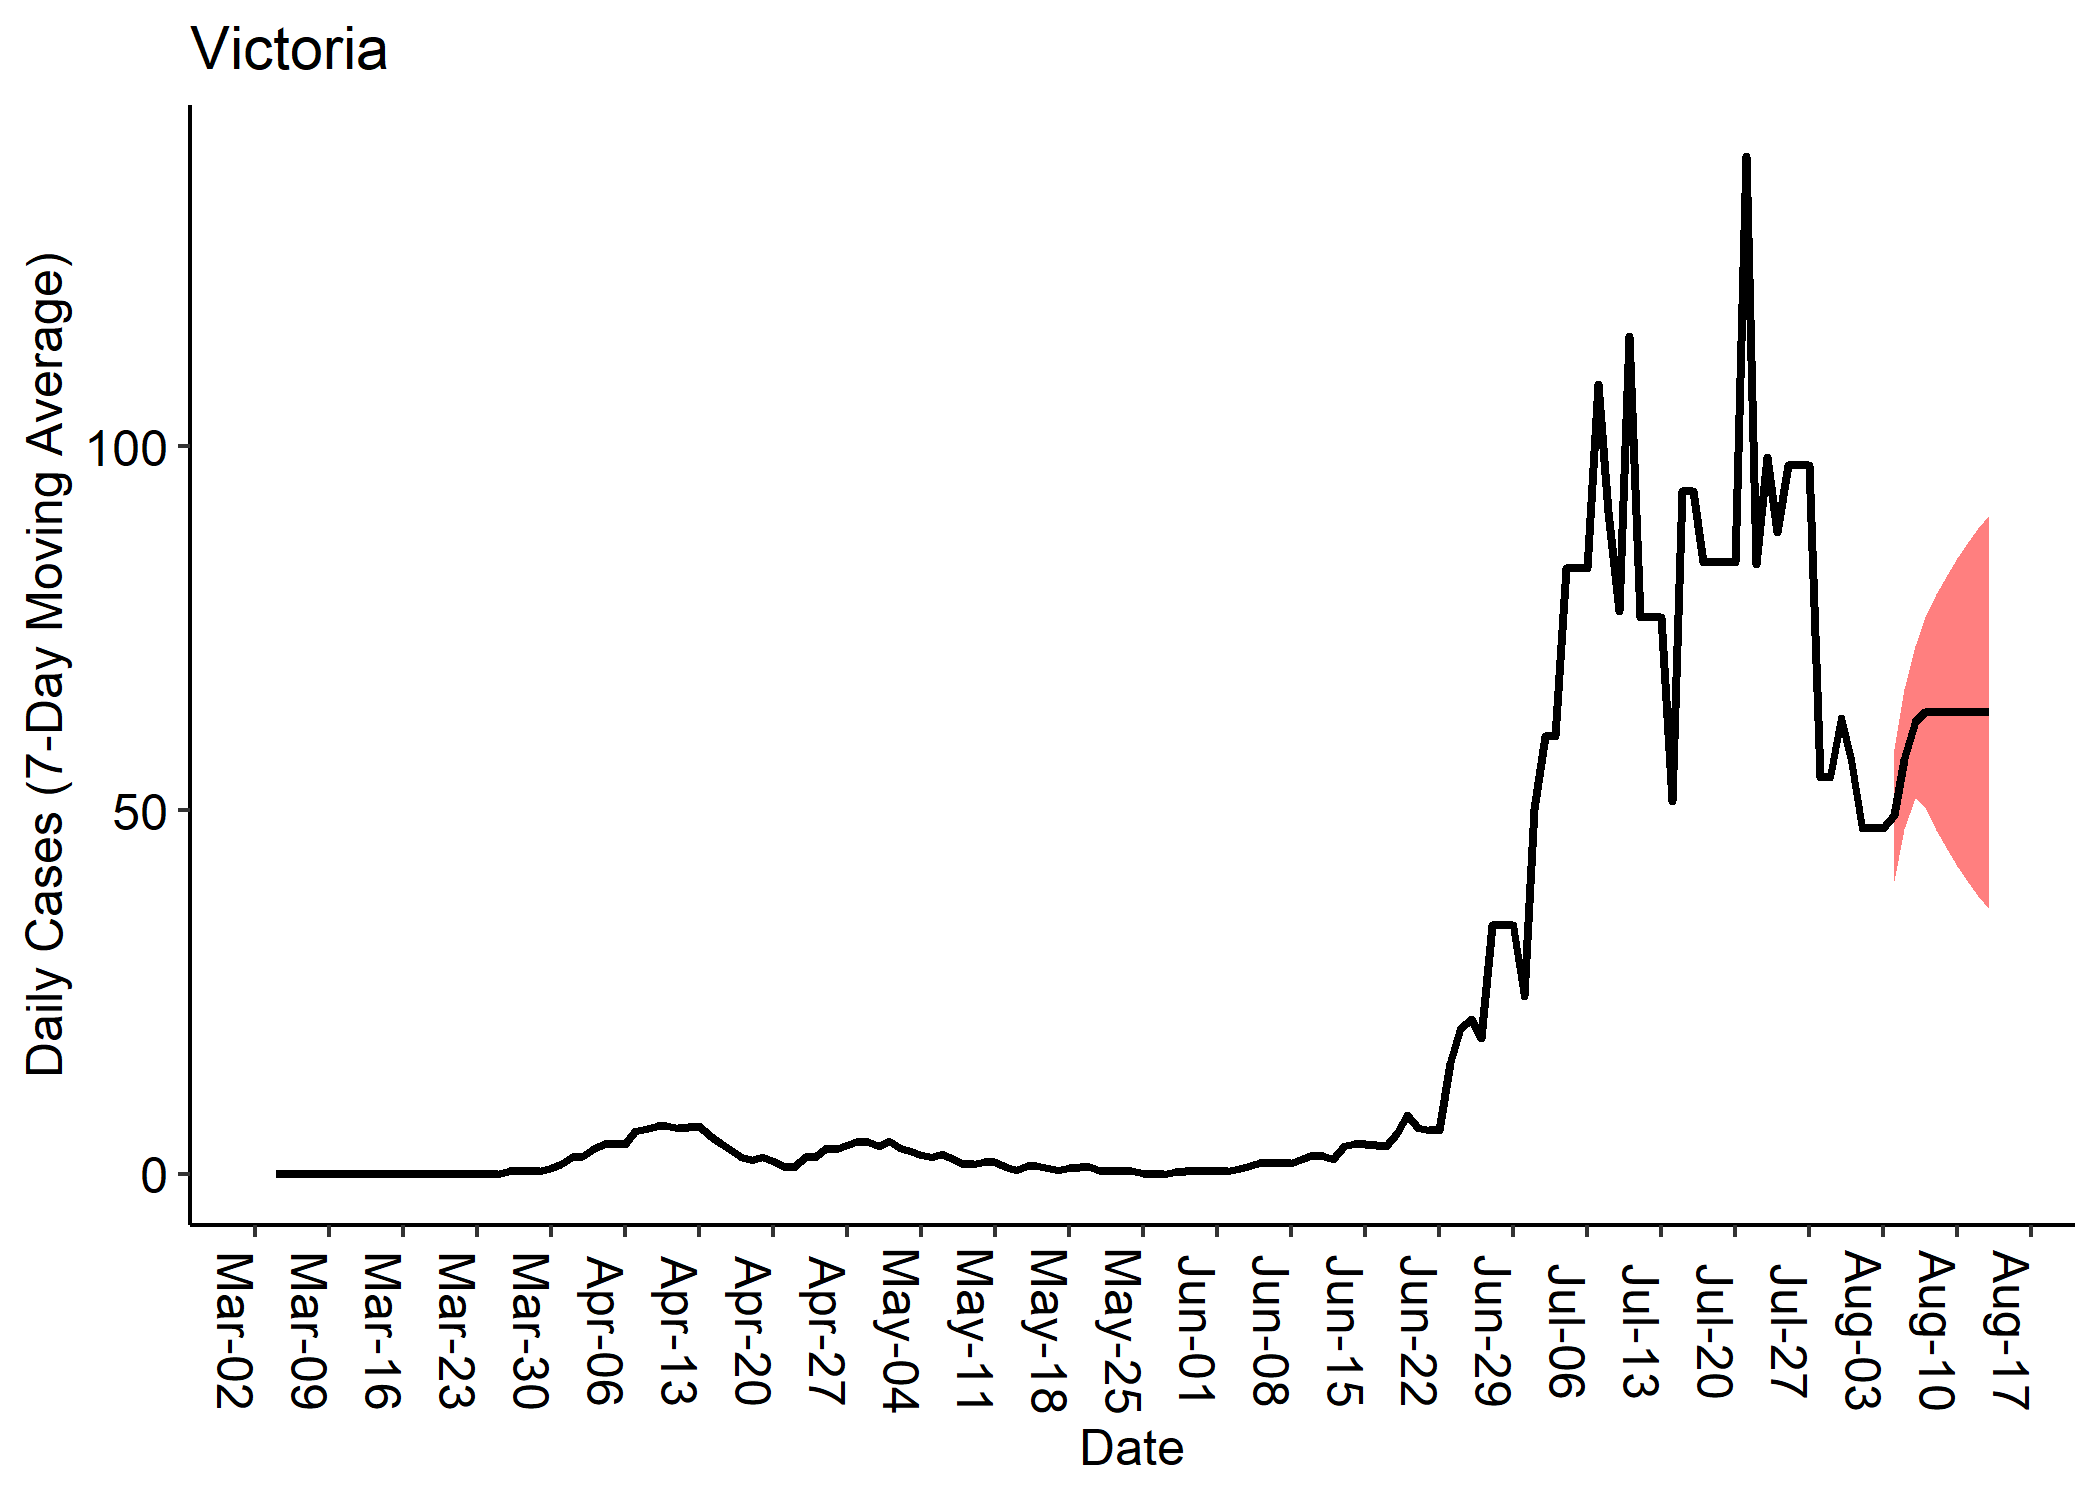 Victoria
Daily Cases (7-Day Moving Average)
100
50
0
Mar-02
Mar-09
Mar-16
Mar-23
Mar-30
Apr-06
Apr-13
Apr-20
Apr-27
May-04
May-11
May-18
May-25
Jun-01
Jun-08
Jun-15
Jun-22
Jun-29
Jul-06
Jul-13
Jul-20
Jul-27
Aug-03
Aug-10
Aug-17
Date